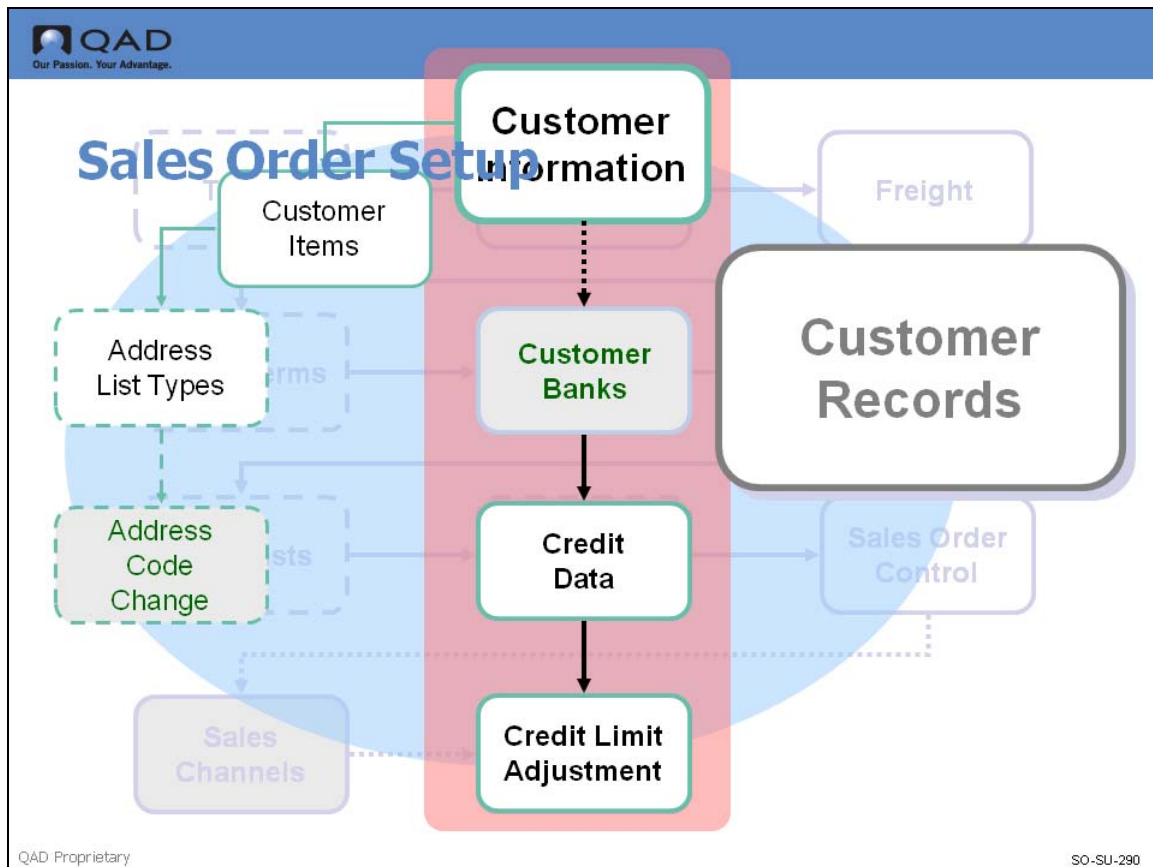 QAD
Our Passion. Your Advantage.
Sales Order Setup
Customer
Information
Freight
Customer
Items
Customer
Records
Address
List Types
erms
Customer
Banks
Address
Code
Change
sts
Credit
Data
Sales Order
Control
Sales
Channels
Credit Limit
Adjustment
QAD Proprietary
SO-SU-290